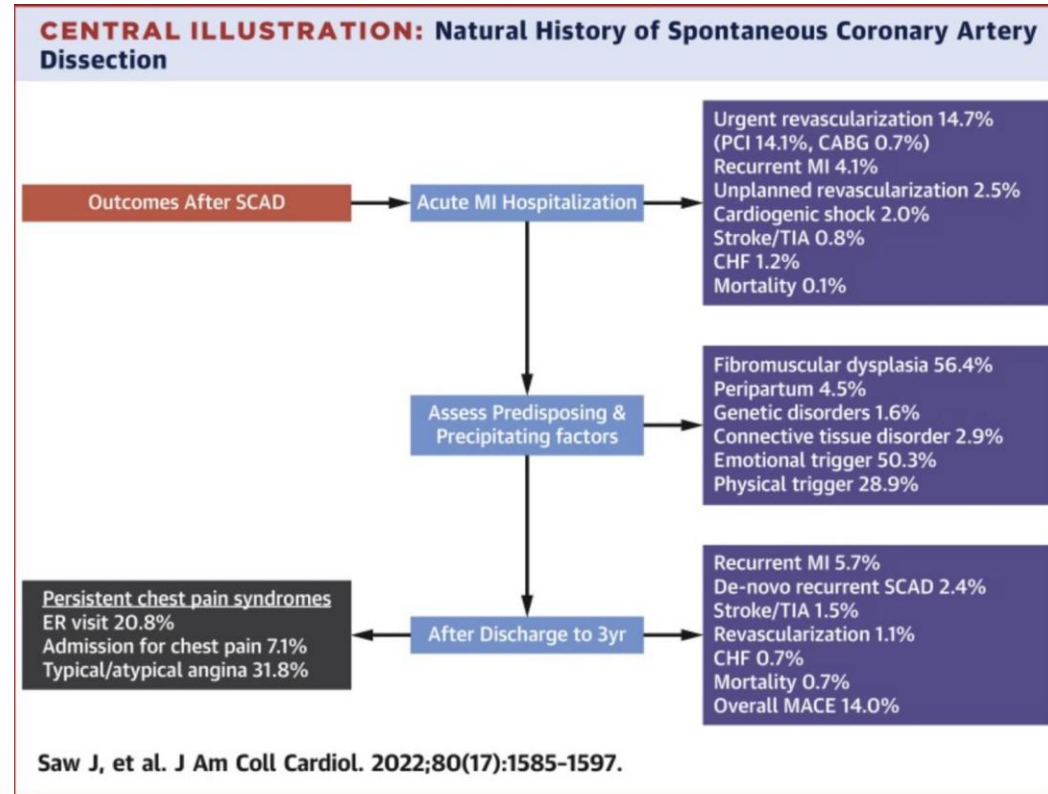 CENTRAL ILLUSTRATION: Natural History of Spontaneous Coronary Artery
Dissection
Outcomes After SCAD
Acute MI Hospitalization
Urgent revascularization 14.7%
(PCI 14.1%, CABG 0.7%)
Recurrent MI 4.1%
Unplanned revascularization 2.5%
Cardiogenic shock 2.0%
Stroke/TIA 0.8%
CHF 1.2%
Mortality 0.1%
Assess Predisposing &
Precipitating factors
Fibromuscular dysplasia 56.4%
Peripartum 4.5%
Genetic disorders 1.6%
Connective tissue disorder 2.9%
Emotional trigger 50.3%
Physical trigger 28.9%
Persistent chest pain syndromes
ER visit 20.8%
Admission for chest pain 7.1%
Typical/atypical angina 31.8%
After Discharge to 3yr
Recurrent MI 5.7%
De-novo recurrent SCAD 2.4%
Stroke/TIA 1.5%
Revascularization 1.1%
CHF 0.7%
Mortality 0.7%
Overall MACE 14.0%
Saw J, et al. J Am Coll Cardiol. 2022;80(17):1585–1597.